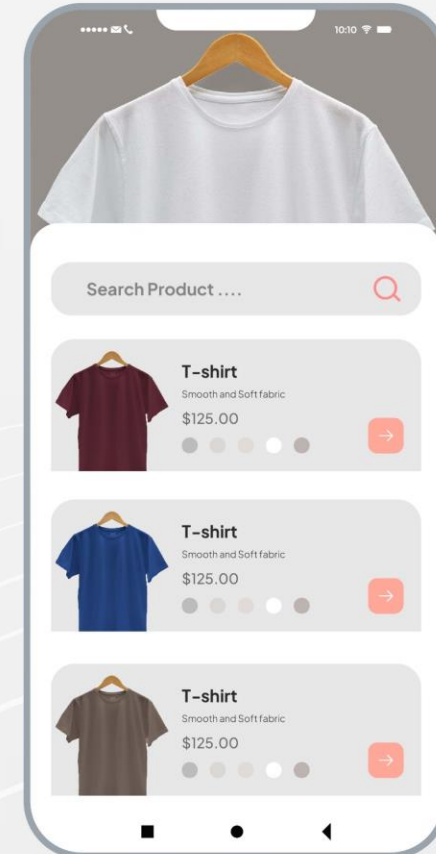 10:10
Search Product ....
T-shirt
Smooth and Soft fabric
$125.00
T-shirt
Smooth and Soft fabric
$125.00
T-shirt
Smooth and Soft fabric
$125.00